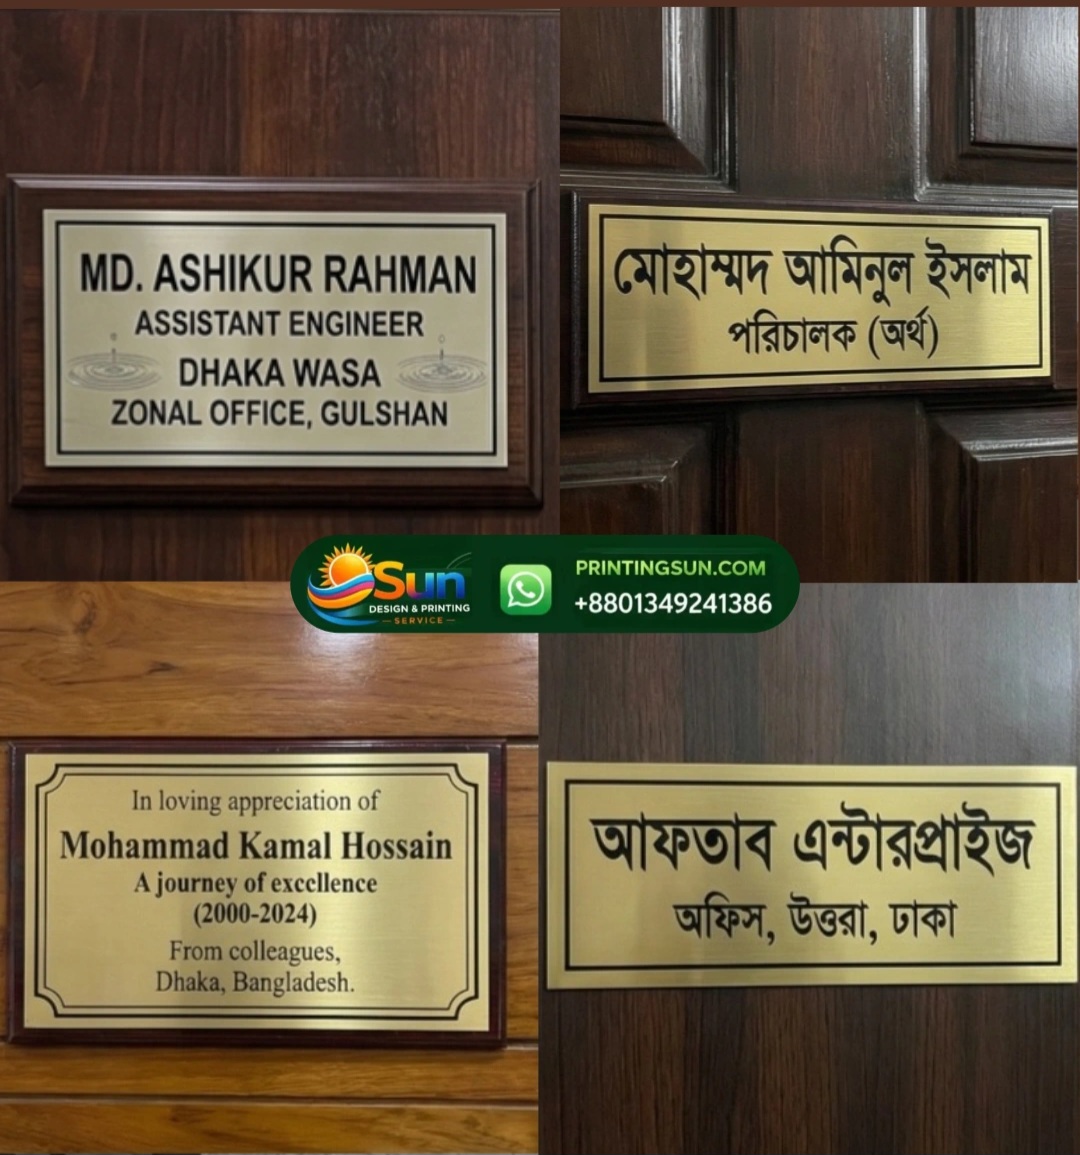 MD. ASHIKUR RAHMAN
ASSISTANT ENGINEER
DHAKA WASA
ZONAL OFFICE, GULSHAN
মোহাম্মদ আমিনুল ইসলাম
পরিচালক (অর্থ)
Sun
DESIGN & PRINTING
SERVICE
PRINTINGSUN.COM
+8801349241386
In loving appreciation of
Mohammad Kamal Hossain
A journey of excellence
(2000-2024)
From colleagues,
Dhaka, Bangladesh.
আফতাব এন্টারপ্রাইজ
অফিস, উত্তরা, ঢাকা